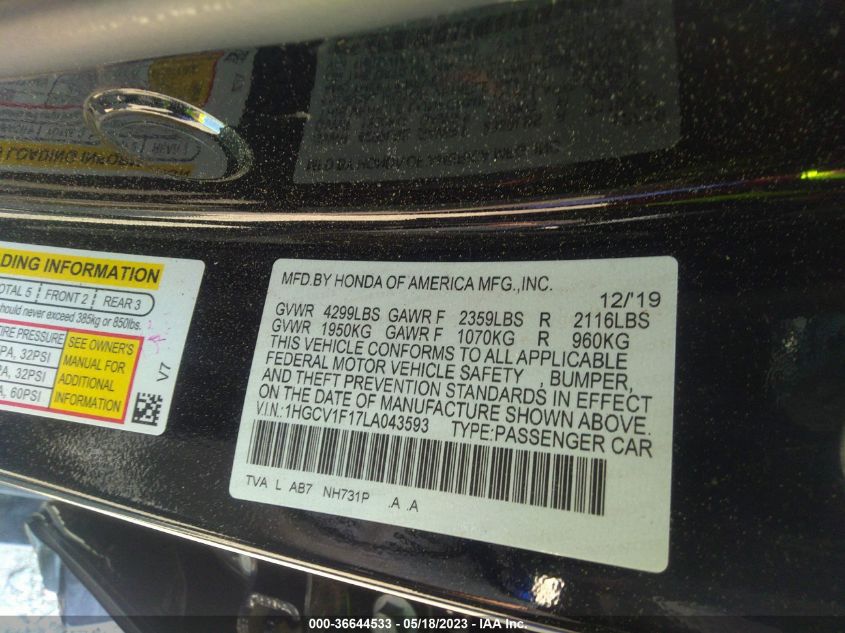 DING INFORMATION
OTAL 5 FRONT 2 REAR 3
should never exceed 385kg or 850lbs.
TIRE PRESSURE
PA, 32PSI
PA, 32PSI
A, 60PSI
SEE OWNER'S
MANUAL FOR
ADDITIONAL
INFORMATION
V7
MFD.BY HONDA OF AMERICA MFG.,INC.
12/'19
GVWR 4299LBS GAWR F 2359LBS R 2116LBS
GVWR 1950KG GAWR F 1070KG R 960KG
THIS VEHICLE CONFORMS TO ALL APPLICABLE
FEDERAL MOTOR VEHICLE SAFETY , BUMPER,
AND THEFT PREVENTION STANDARDS IN EFFECT
ON THE DATE OF MANUFACTURE SHOWN ABOVE.
V.I.N.:1HGCV1F17LA043593 TYPE:PASSENGER CAR
TVA L AB7 NH731P .A .A
000-36644533 - 05/18/2023 - IAA Inc.